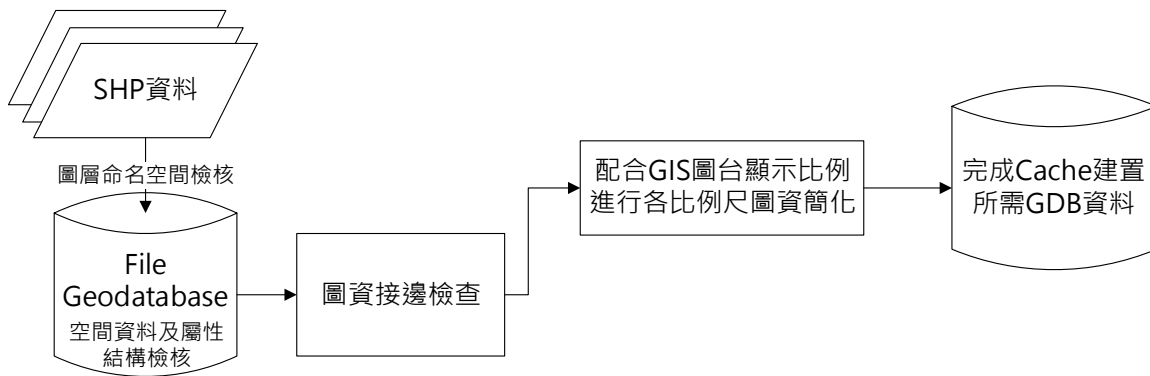 SHP資料
圖層命名空間檢核
File
Geodatabase
空間資料及屬性
結構檢核
圖資接邊檢查
配合GIS圖台顯示比例
進行各比例尺圖資簡化
完成Cache建置
所需GDB資料